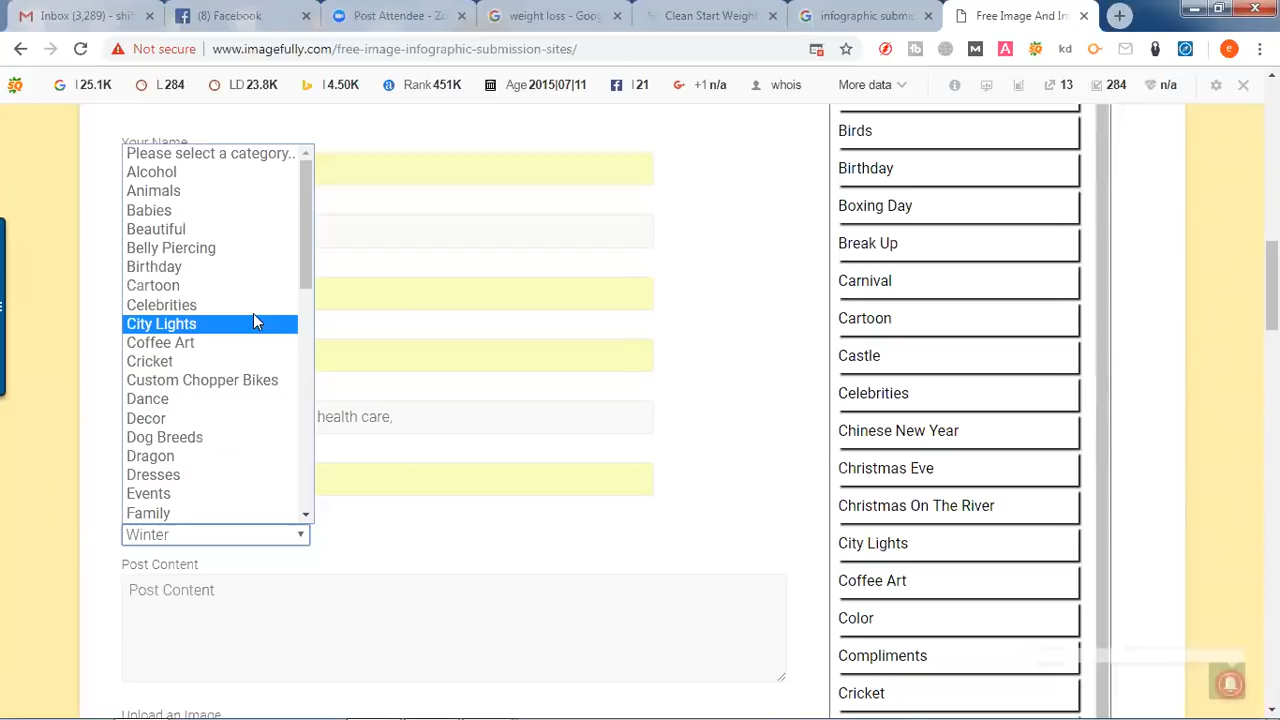 Inbox (3,289) - shi
(8) Facebook
Post Attendee - Zo
weight
Goo
Clean Start Weigh
infographic subm
Free Image And In
Not secure
www.imagefully.com/free-image-infographic-submission-sites/
kd
e
I 25.1K
L 284
LD 23.8K
I 4.50K
Rank 451K
Age 2015|07|11
I 21
+1 n/a
whois
More data
13
284
n/a
Your Name
Please select a category..
Alcohol
Animals
Babies
Beautiful
Belly Piercing
Birthday
Cartoon
Celebrities
City Lights
Coffee Art
Cricket
Custom Chopper Bikes
Dance
Decor
Dog Breeds
Dragon
Dresses
Events
Family
health care,
Winter
Post Content
Post Content
Upload an Image
Birds
Birthday
Boxing Day
Break Up
Carnival
Cartoon
Castle
Celebrities
Chinese New Year
Christmas Eve
Christmas On The River
City Lights
Coffee Art
Color
Compliments
Cricket